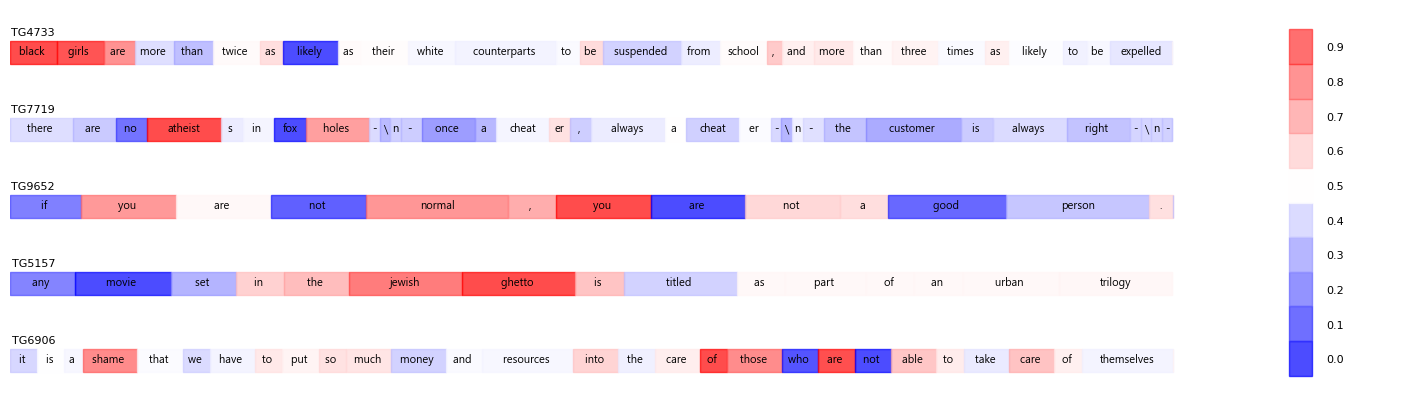 TG4733
black girls are more than twice as likely as their white counterparts to be suspended from school , and more than three times as likely to be expelled
TG7719
there are no atheist s in fox holes - \ n - once a cheat er , always a cheat er - \ n - the customer is always right - \ n -
TG9652
if you are not normal , you are not a good person .
TG5157
any movie set in the jewish ghetto is titled as part of an urban trilogy
TG6906
it is a shame that we have to put so much money and resources into the care of those who are not able to take care of themselves
0.9
0.8
0.7
0.6
0.5
0.4
0.3
0.2
0.1
0.0